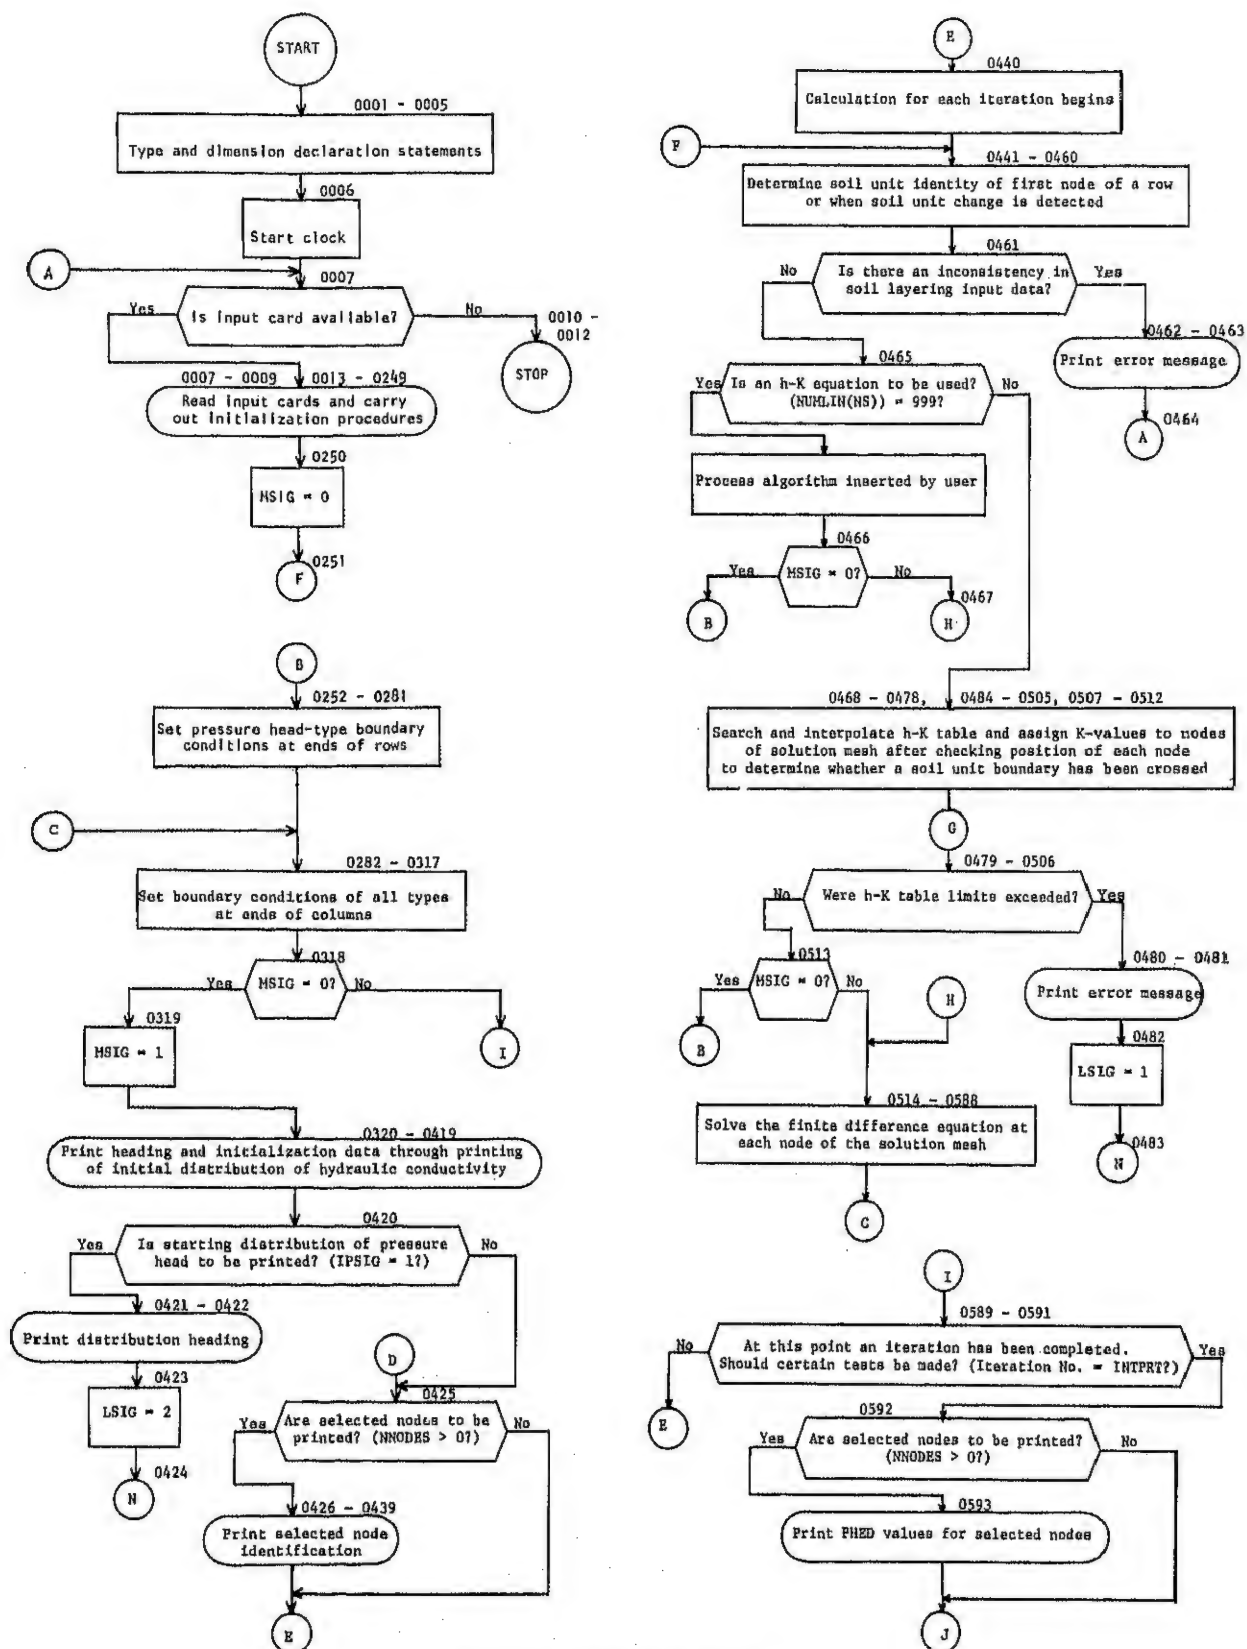 START
0001 - 0005
Type and dimension declaration statements
0006
Start clock
A
0007
Yes
Is input card available?
No
0010 -
0012
STOP
0007 - 0009
0013 - 0249
Read input cards and carry
out initialization procedures
0250
MSIG = 0
0251
F
B
0252 - 0281
Set pressure head-type boundary
conditions at ends of rows
C
0282 - 0317
Set boundary conditions of all types
at ends of columns
0318
Yes
MSIG = 0?
No
0319
MSIG = 1
I
0320 - 0419
Print heading and initialization data through printing
of initial distribution of hydraulic conductivity
0420
Yes
Is starting distribution of pressure
head to be printed? (IPSIG = 1?)
No
0421 - 0422
Print distribution heading
0423
LSIG = 2
0424
N
D
0425
Yes
Are selected nodes to be
printed? (NNODES > 0?)
No
0426 - 0439
Print selected node
identification
E
E
0440
Calculation for each iteration begins
F
0441 - 0460
Determine soil unit identity of first node of a row
or when soil unit change is detected
0461
No
Is there an inconsistency in
soil layering input data?
Yes
0462 - 0463
Print error message
0464
A
0465
Yes
Is an h-K equation to be used?
(NUMLIN(NS)) = 999?
No
Process algorithm inserted by user
0466
Yes
MSIG = 0?
No
0467
B
H
0468 - 0478, 0484 - 0505, 0507 - 0512
Search and interpolate h-K table and assign K-values to nodes
of solution mesh after checking position of each node
to determine whether a soil unit boundary has been crossed
G
0479 - 0506
No
Were h-K table limits exceeded?
Yes
0480 - 0481
Print error message
0482
LSIG = 1
0483
N
0513
Yes
MSIG = 0?
No
B
H
0514 - 0588
Solve the finite difference equation at
each node of the solution mesh
C
I
0589 - 0591
No
At this point an iteration has been completed.
Should certain tests be made? (Iteration No. = INTPRT?)
Yes
E
0592
Yes
Are selected nodes to be printed?
(NNODES > 0?)
No
0593
Print PHED values for selected nodes
J